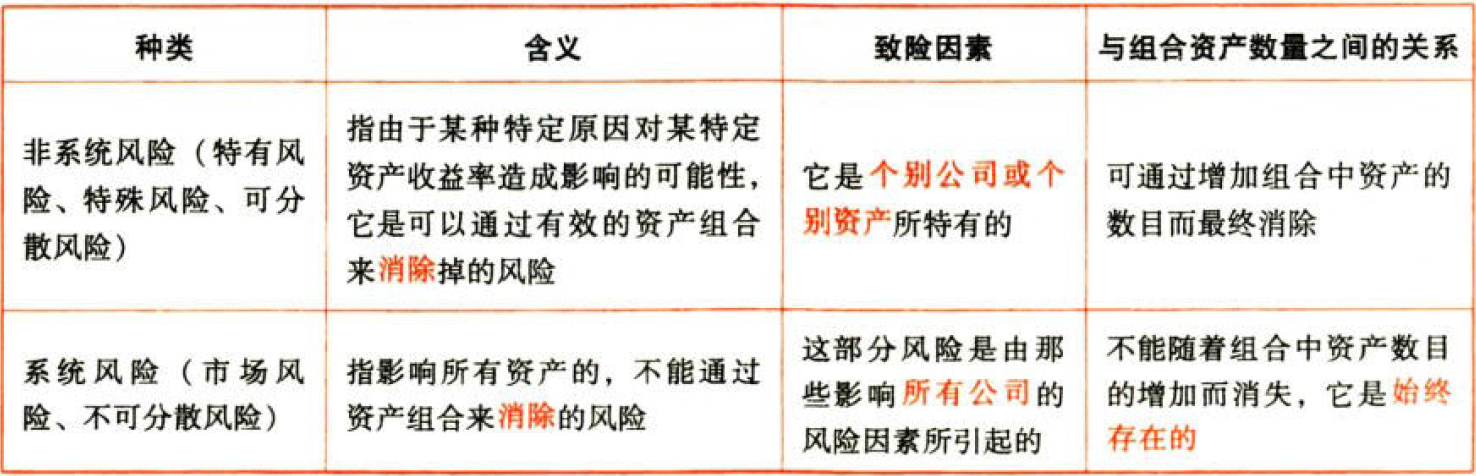 种类
含义
致险因素
与组合资产数量之间的关系
非系统风险（特有风
险、特殊风险、可分
散风险）
指由于某种特定原因对某特定
资产收益率造成影响的可能性，
它是可以通过有效的资产组合
来消除掉的风险
它是个别公司或个
别资产所特有的
可通过增加组合中资产的
数目而最终消除
系统风险（市场风
险、不可分散风险）
指影响所有资产的，不能通过
资产组合来消除的风险
这部分风险是由那
些影响所有公司的
风险因素所引起的
不能随着组合中资产数目
的增加而消失，它是始终
存在的